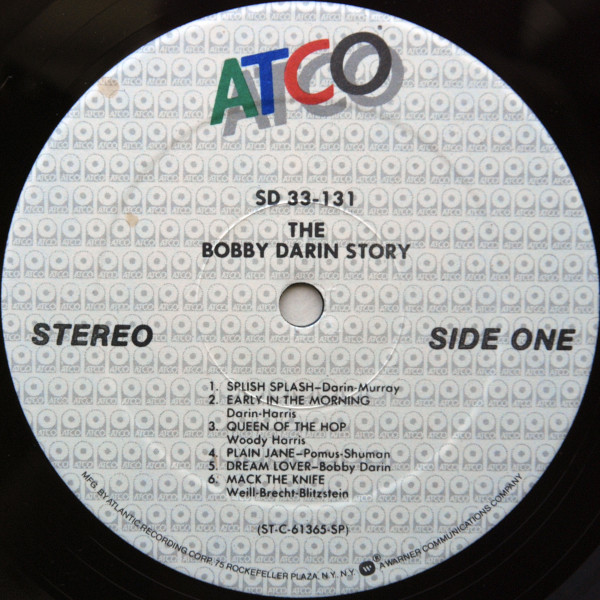 ATCO
SD 33-131
THE
BOBBY DARIN STORY
STEREO
SIDE ONE
1. SPLISH SPLASH–Darin-Murray
2. EARLY IN THE MORNING
Darin-Harris
3. QUEEN OF THE HOP
Woody Harris
4. PLAIN JANE–Pomus-Shuman
5. DREAM LOVER–Bobby Darin
6. MACK THE KNIFE
Weill-Brecht-Blitzstein
(ST-C-61365-SP)
MFG. BY ATLANTIC RECORDING CORP. 75 ROCKEFELLER PLAZA, N.Y. N.Y. ® A WARNER COMMUNICATIONS COMPANY